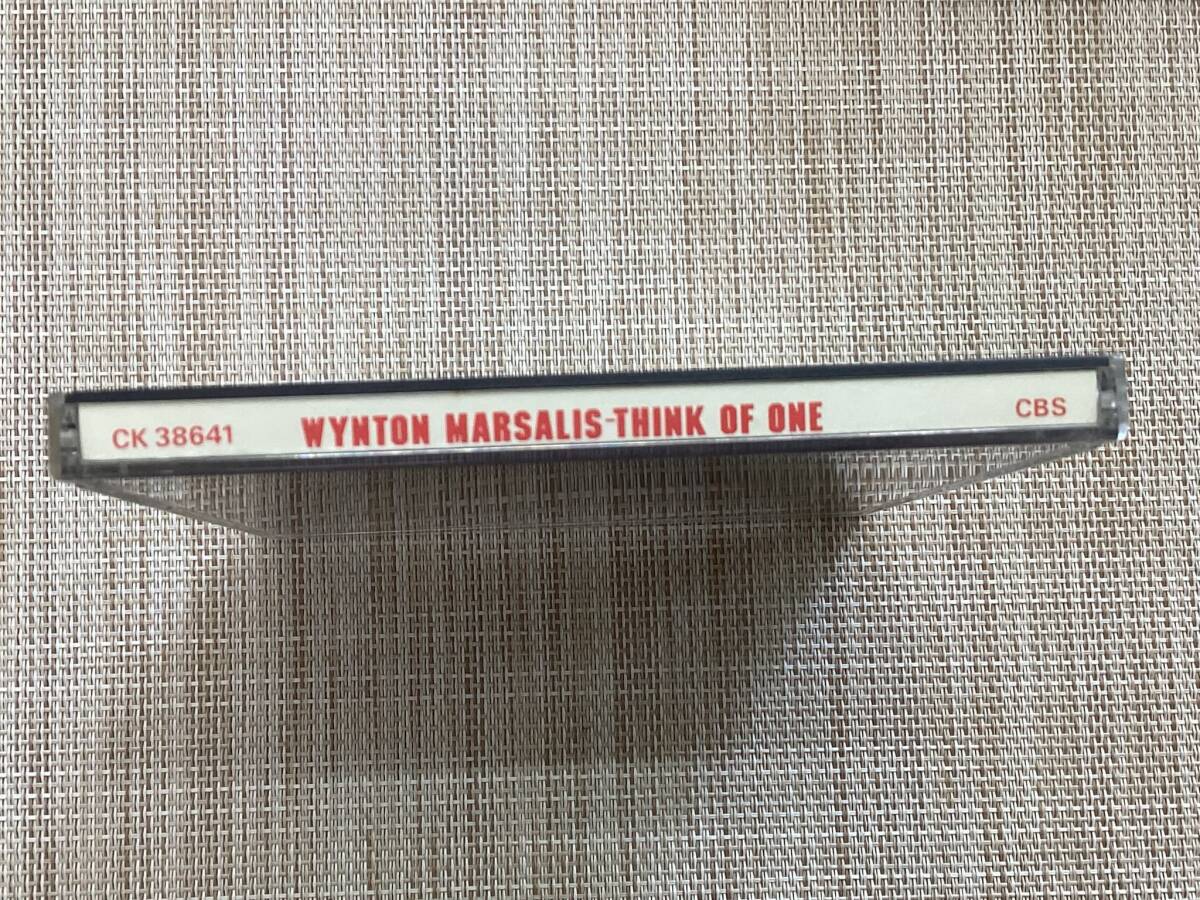 CK 38641 WYNTON MARSALIS-THINK OF ONE CBS